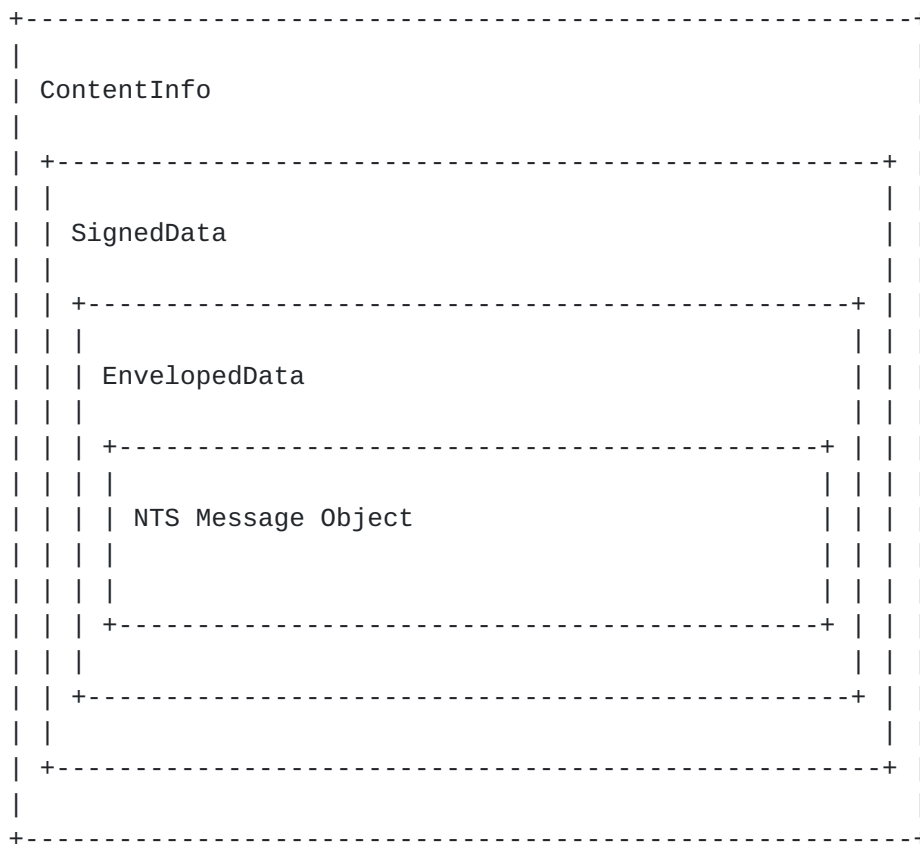 ContentInfo
SignedData
EnvelopedData
NTS Message Object